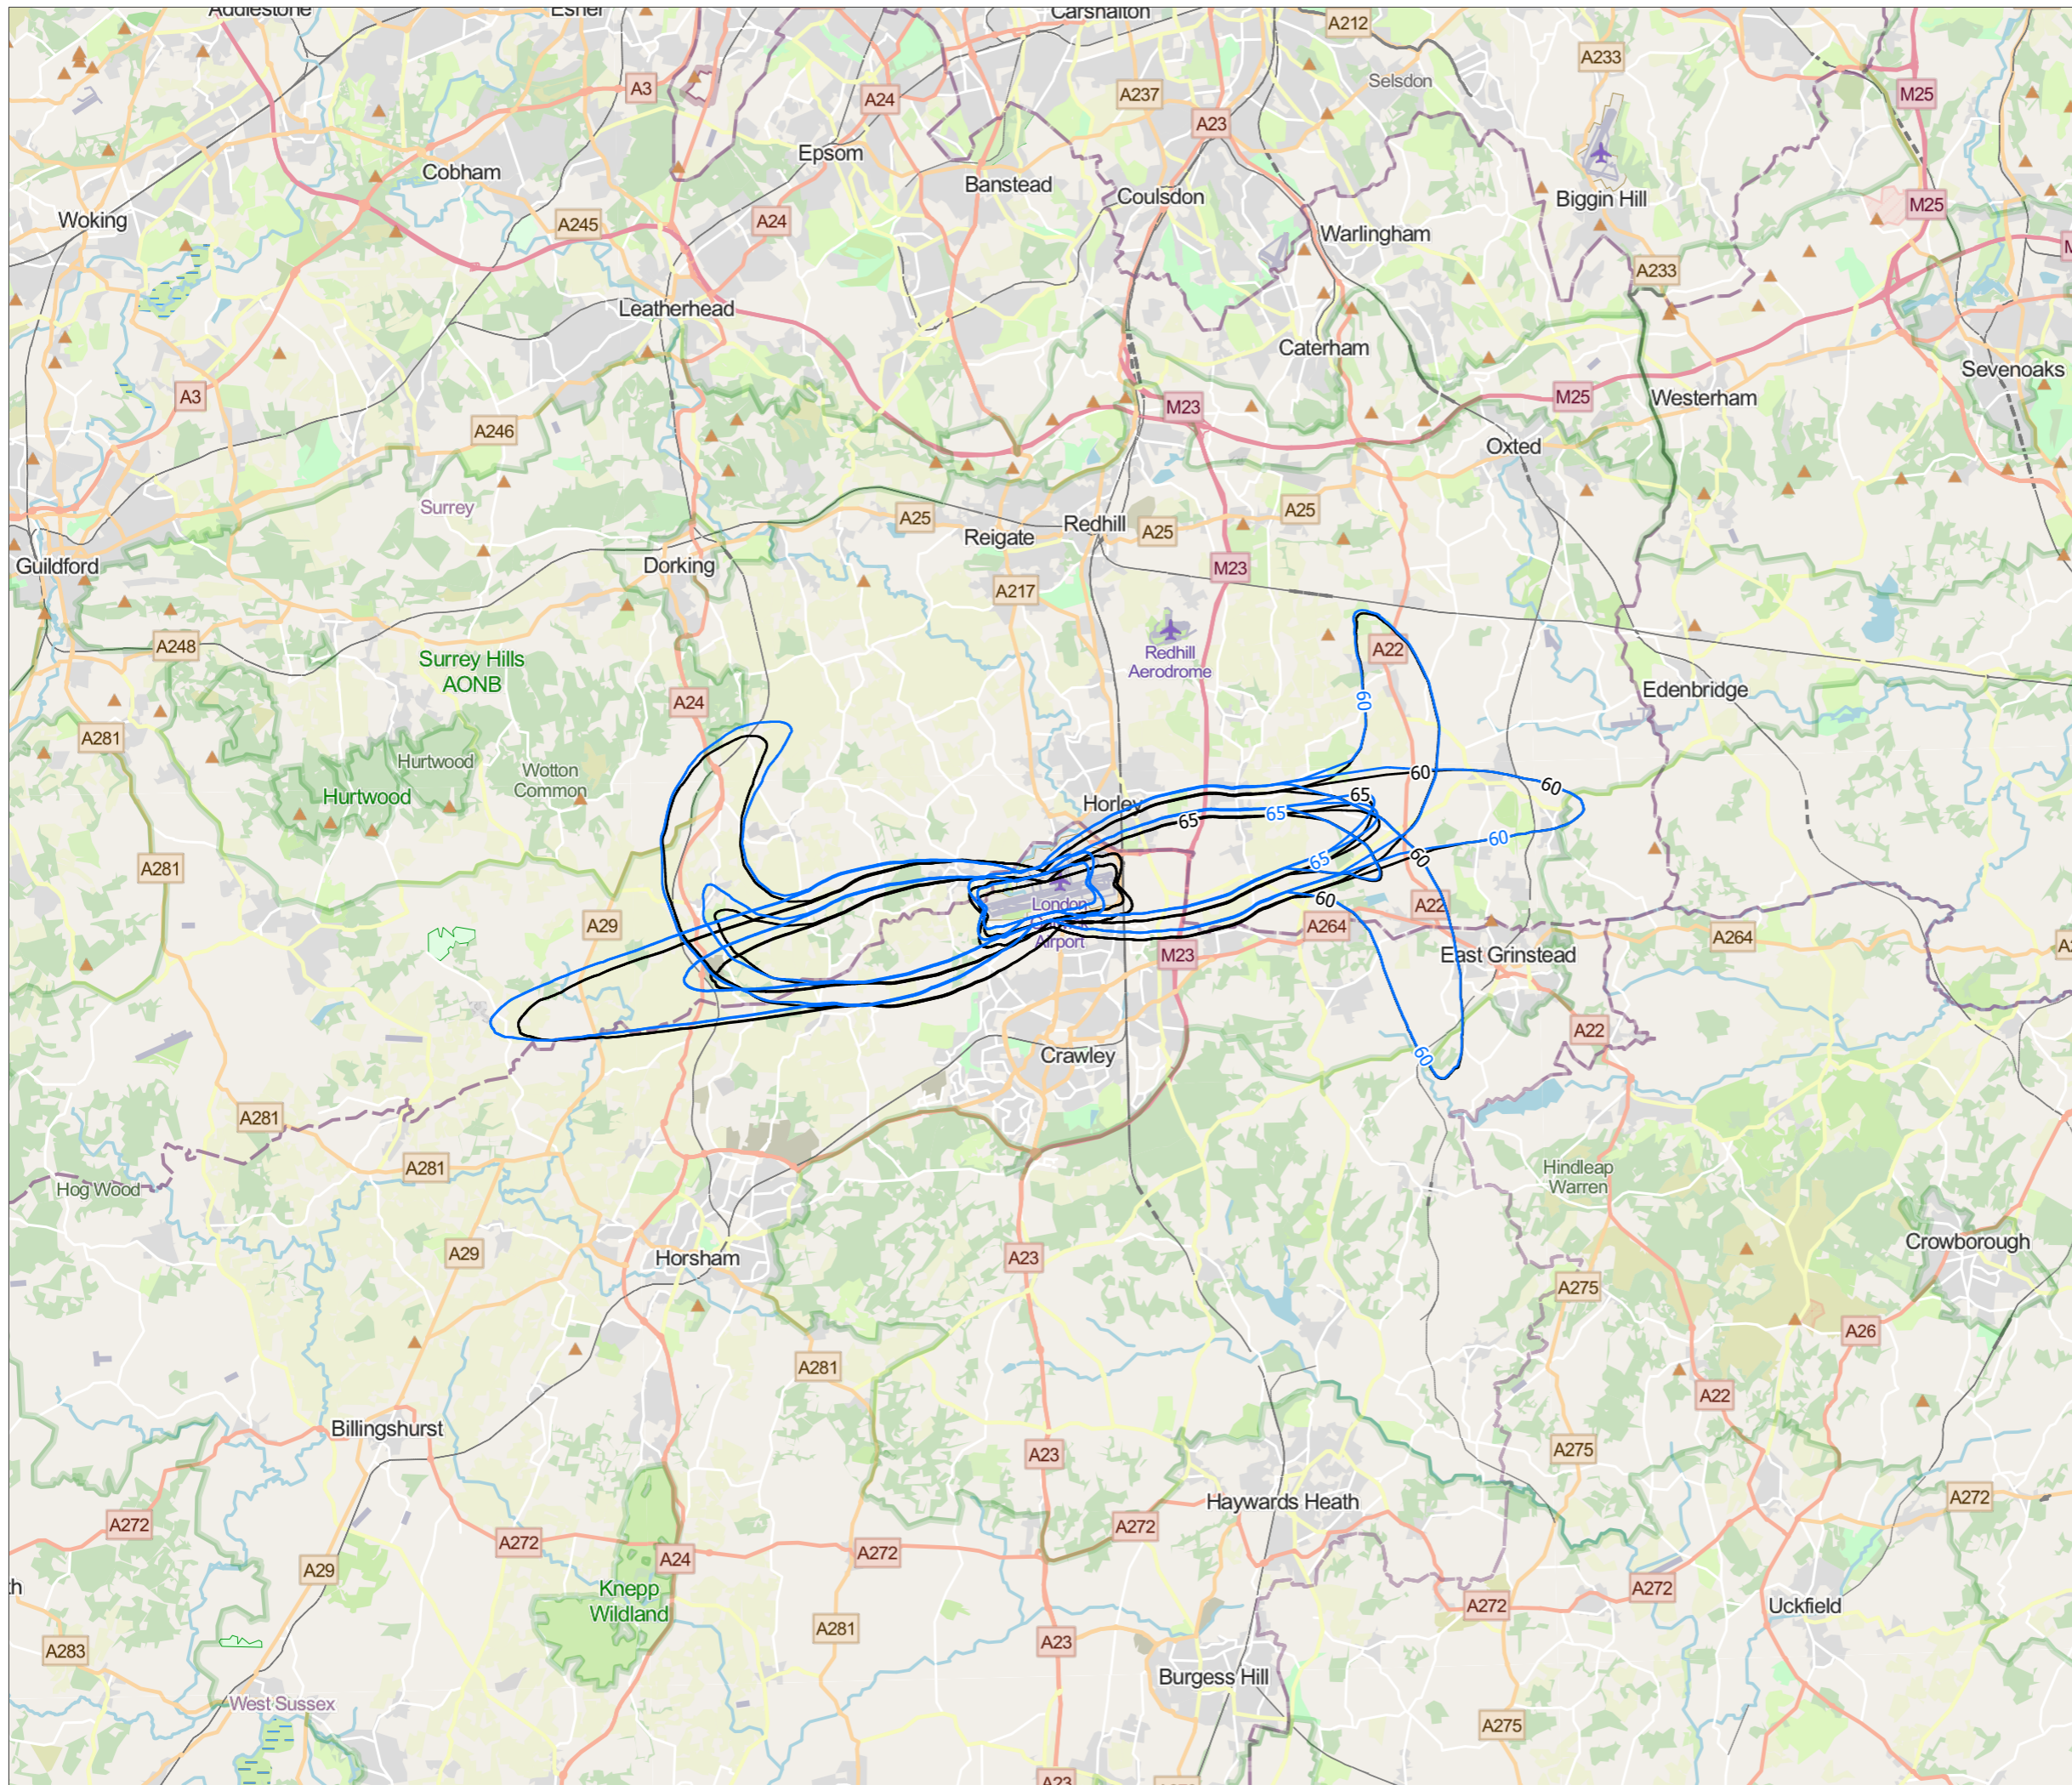 Addlestone
Esher
Carshalton
A212
A233
Selsdon
A3
A24
A237
M25
A23
Epsom
Cobham
Banstead
Coulsdon
Biggin Hill
M25
Woking
A245
A24
Warlingham
A233
Leatherhead
Caterham
Sevenoaks
A3
M23
M25
Westerham
A246
Oxted
Surrey
A25
Redhill
A25
A25
Reigate
Guildford
Dorking
M23
A217
A248
Surrey Hills
AONB
Redhill
Aerodrome
A22
Edenbridge
A24
60
A281
Hurtwood
Wotton
Common
60
60
Hurtwood
Horley
65
65
65
60
A281
65
60
London
Airport
60
A22
A29
A264
A264
M23
East Grinstead
A22
Crawley
60
A281
A281
Hindleap
Warren
Hog Wood
A29
Horsham
A23
Crowborough
A275
A26
A281
A22
Billingshurst
A23
A275
Haywards Heath
A272
A272
A272
A272
A272
A24
A29
Knepp
Wildland
A272
A272
Uckfield
A281
A283
A23
Burgess Hill
West Sussex
A275
A23